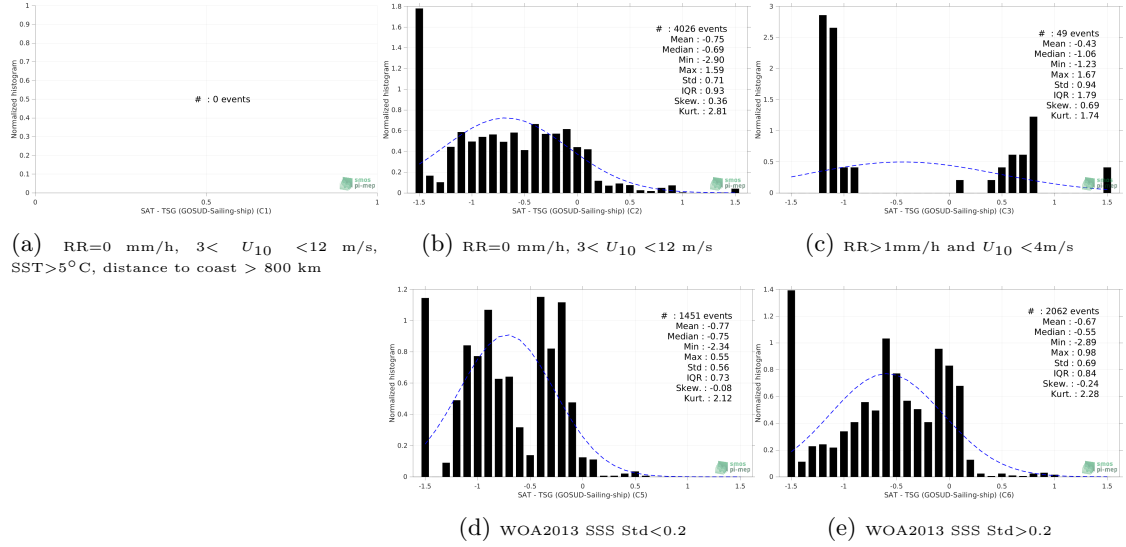 1
0.9
0.8
0.7
0.6
0.5
0.4
0.3
0.2
0.1
0
Normalized histogram
# : 0 events
smos
pi-mep
0 0.5 1
SAT - TSG (GOSUD-Sailing-ship) (C1)
(a) RR=0 mm/h, 3< U10 <12 m/s,
SST>5°C, distance to coast > 800 km
1.8
1.6
1.4
1.2
1
0.8
0.6
0.4
0.2
0
Normalized histogram
# : 4026 events
Mean : -0.75
Median : -0.69
Min : -2.90
Max : 1.59
Std : 0.71
IQR : 0.93
Skew. : 0.36
Kurt. : 2.81
smos
pi-mep
-1.5 -1 -0.5 0 0.5 1 1.5
SAT - TSG (GOSUD-Sailing-ship) (C2)
(b) RR=0 mm/h, 3< U10 <12 m/s
3
2.5
2
1.5
1
0.5
0
Normalized histogram
# : 49 events
Mean : -0.43
Median : -1.06
Min : -1.23
Max : 1.67
Std : 0.94
IQR : 1.79
Skew. : 0.69
Kurt. : 1.74
smos
pi-mep
-1.5 -1 -0.5 0 0.5 1 1.5
SAT - TSG (GOSUD-Sailing-ship) (C3)
(c) RR>1mm/h and U10 <4m/s
1.2
1
0.8
0.6
0.4
0.2
0
Normalized histogram
# : 1451 events
Mean : -0.77
Median : -0.75
Min : -2.34
Max : 0.55
Std : 0.56
IQR : 0.73
Skew. : -0.08
Kurt. : 2.12
smos
pi-mep
-1.5 -1 -0.5 0 0.5 1 1.5
SAT - TSG (GOSUD-Sailing-ship) (C5)
(d) WOA2013 SSS Std<0.2
1.4
1.2
1
0.8
0.6
0.4
0.2
0
Normalized histogram
# : 2062 events
Mean : -0.67
Median : -0.55
Min : -2.89
Max : 0.98
Std : 0.69
IQR : 0.84
Skew. : -0.24
Kurt. : 2.28
smos
pi-mep
-1.5 -1 -0.5 0 0.5 1 1.5
SAT - TSG (GOSUD-Sailing-ship) (C6)
(e) WOA2013 SSS Std>0.2